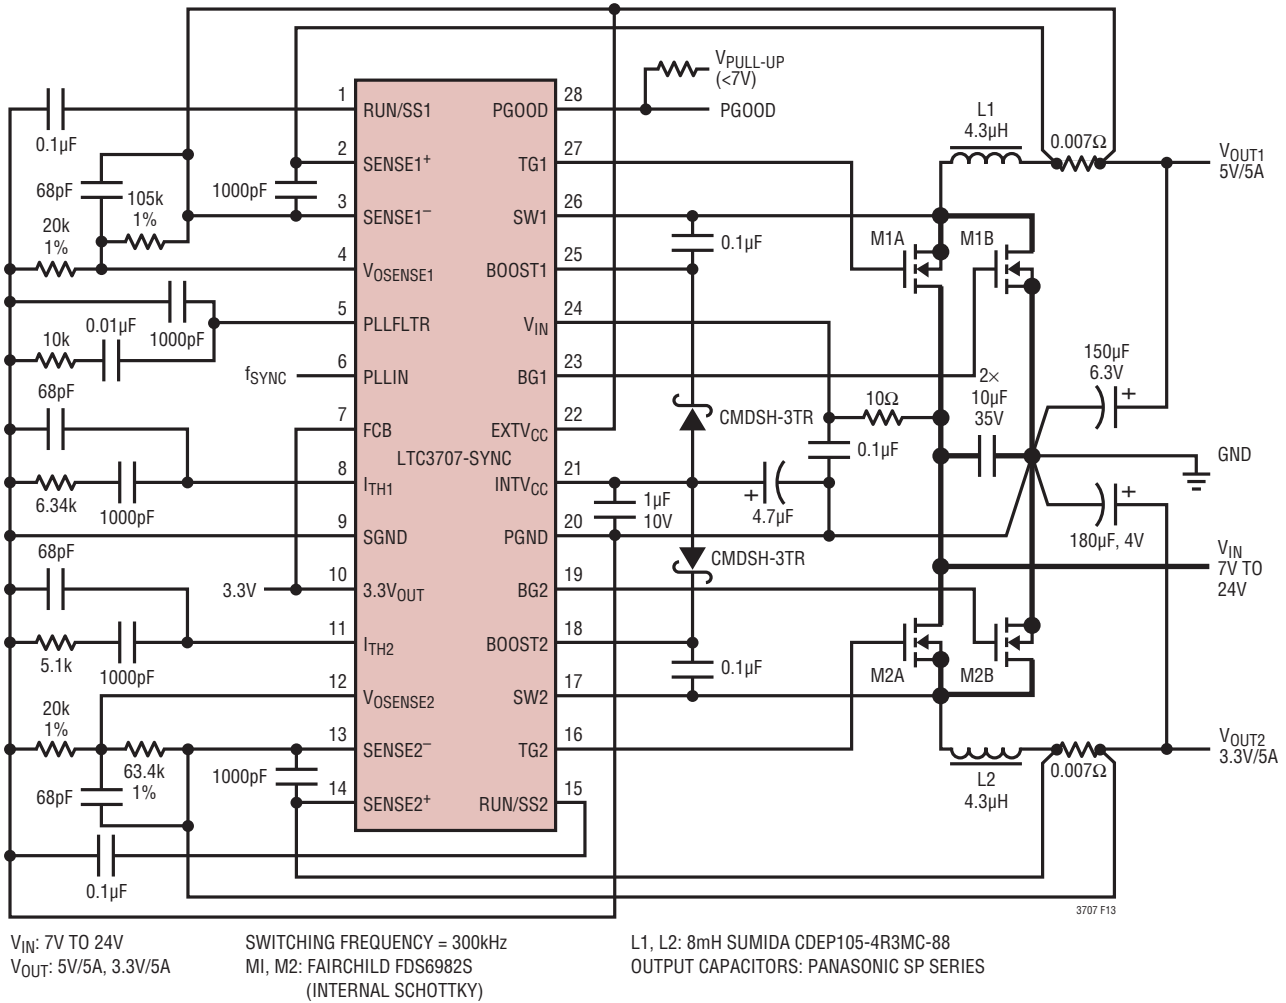 VPULL-UP
(<7V)
1
RUN/SS1
PGOOD
28
PGOOD
0.1µF
L1
4.3µH
0.007Ω
2
SENSE1+
TG1
27
VOUT1
5V/5A
68pF
105k
1%
1000pF
3
SENSE1–
SW1
26
20k
1%
0.1µF
M1A
M1B
4
VOSENSE1
BOOST1
25
5
PLLFLTR
VIN
24
0.01µF
1000pF
10k
fSYNC
6
PLLIN
BG1
23
150µF
6.3V
+
2×
10µF
35V
68pF
10Ω
CMDSH-3TR
7
FCB
EXTVCC
22
0.1µF
GND
LTC3707-SYNC
8
ITH1
INTVCC
21
6.34k
1000pF
1µF
10V
+
4.7µF
+
180µF, 4V
9
SGND
PGND
20
68pF
CMDSH-3TR
VIN
7V TO
24V
3.3V
10
3.3VOUT
BG2
19
11
ITH2
BOOST2
18
5.1k
1000pF
0.1µF
M2A
M2B
12
VOSENSE2
SW2
17
20k
1%
13
SENSE2–
TG2
16
VOUT2
3.3V/5A
63.4k
1%
1000pF
0.007Ω
L2
4.3µH
68pF
14
SENSE2+
RUN/SS2
15
0.1µF
3707 F13
VIN: 7V TO 24V
VOUT: 5V/5A, 3.3V/5A
SWITCHING FREQUENCY = 300kHz
MI, M2: FAIRCHILD FDS6982S
(INTERNAL SCHOTTKY)
L1, L2: 8mH SUMIDA CDEP105-4R3MC-88
OUTPUT CAPACITORS: PANASONIC SP SERIES